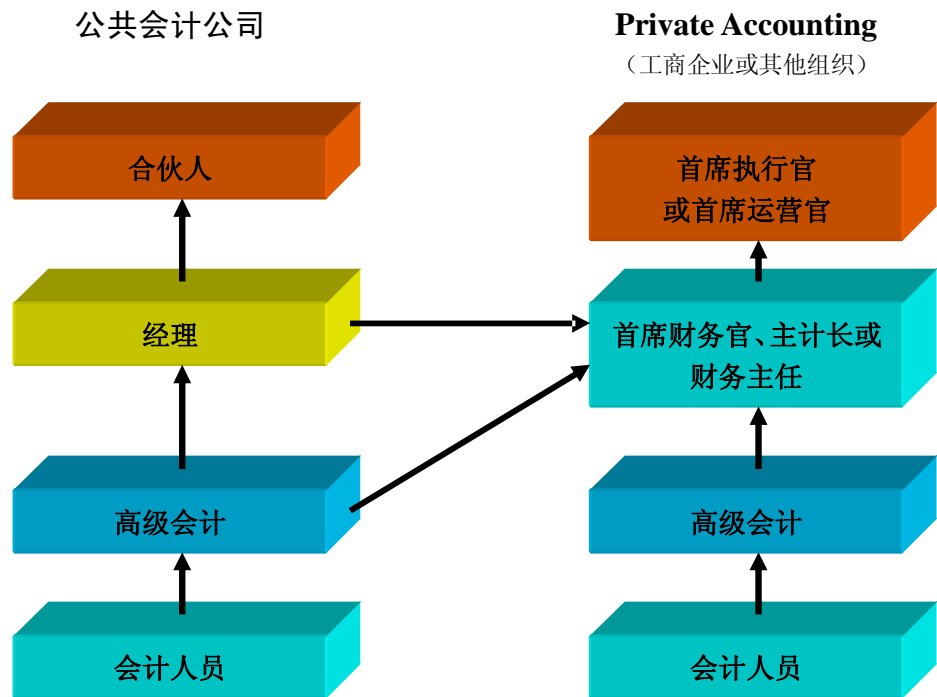 公共会计公司
Private Accounting
（工商企业或其他组织）
合伙人
首席执行官
或首席运营官
经理
首席财务官、主计长或
财务主任
高级会计
高级会计
会计人员
会计人员